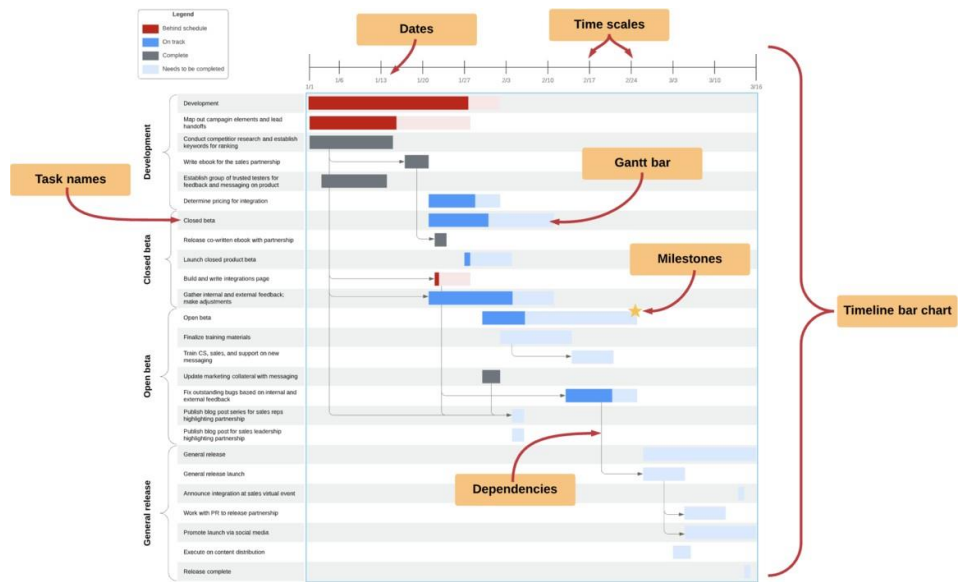 Legend
Behind schedule
On track
Complete
Needs to be completed
Dates
Time scales
1/1
1/6
1/13
1/20
1/27
2/3
2/10
2/17
2/24
3/3
3/10
3/16
Task names
Development
Development
Map out campaign elements and lead
handoffs
Conduct competitior research and establish
keywords for ranking
Write ebook for the sales partnership
Establish group of trusted testers for
feedback and messaging on product
Determine pricing for integration
Gantt bar
Closed beta
Closed beta
Release co-written ebook with partnership
Launch closed product beta
Build and write integrations page
Gather internal and external feedback;
make adjustments
Milestones
Timeline bar chart
Open beta
Open beta
Finalize training materials
Train CS, sales, and support on new
messaging
Update marketing collateral with messaging
Fix outstanding bugs based on internal and
external feedback
Publish blog post series for sales reps
highlighting partnership
Publish blog post for sales leadership
highlighting partnership
Dependencies
General release
General release
General release launch
Announce integration at sales virtual event
Work with PR to release partnership
Promote launch via social media
Execute on content distribution
Release complete